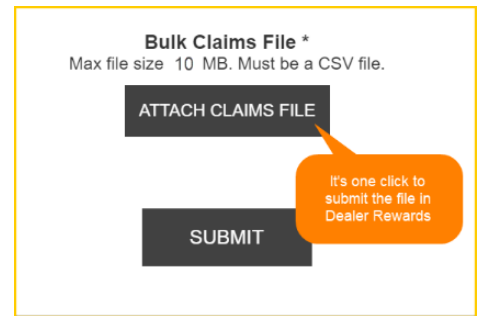 Bulk Claims File *
Max file size 10 MB. Must be a CSV file.
ATTACH CLAIMS FILE
It's one click to
submit the file in
Dealer Rewards
SUBMIT